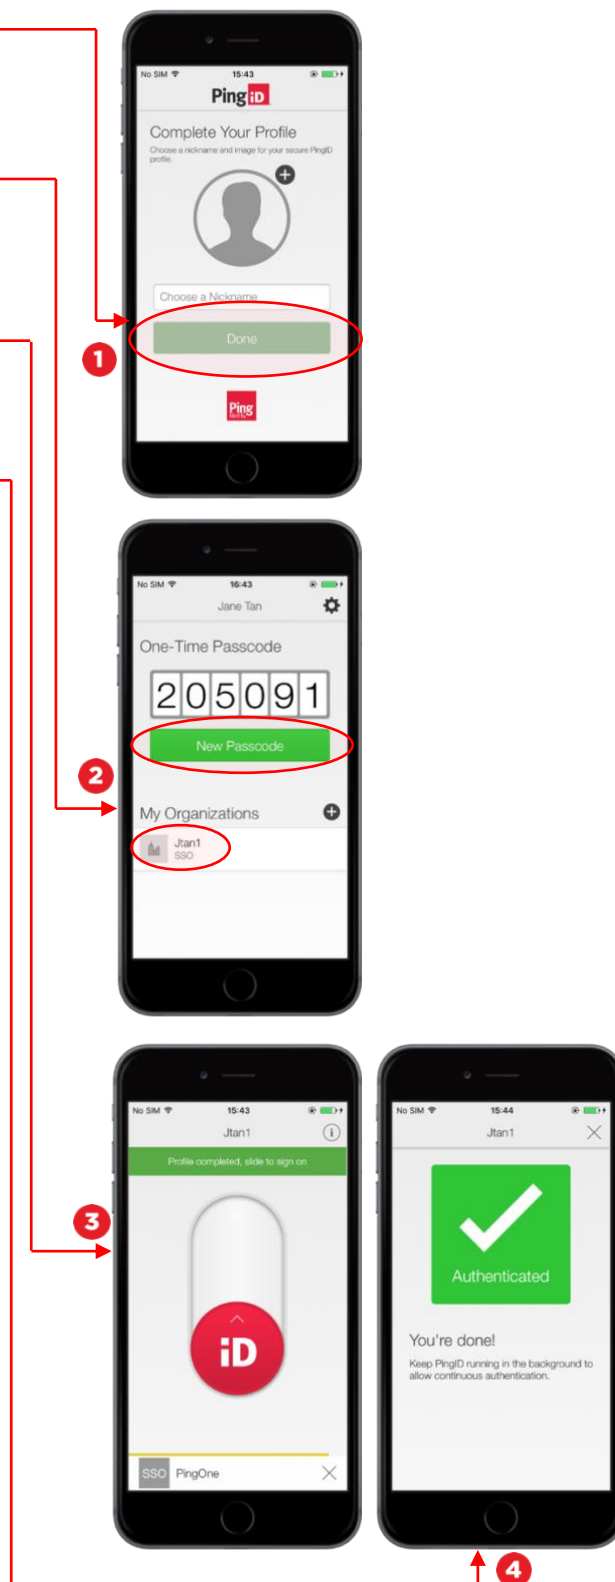 No SIM 15:43
Ping iD
Complete Your Profile
Choose a nickname and image for your secure PingID
profile.
Choose a Nickname
Done
1
Ping
No SIM 16:43
Jane Tan
One-Time Passcode
205091
New Passcode
2
My Organizations
Jtan1
SSO
No SIM 15:43
Jtan1
Profile completed, slide to sign on
3
iD
SSO PingOne
No SIM 15:44
Jtan1
Authenticated
You're done!
Keep PingID running in the background to
allow continuous authentication.
4